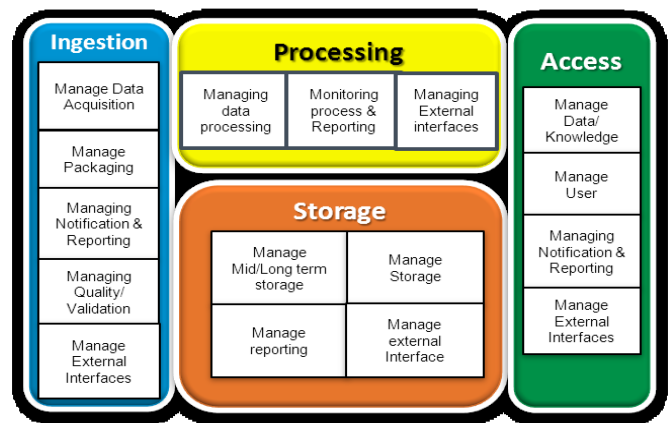 Ingestion
Manage Data
Acquisition
Manage
Packaging
Managing
Notification &
Reporting
Managing
Quality/
Validation
Manage
External
Interfaces
Processing
Managing
data
processing
Monitoring
process &
Reporting
Managing
External
interfaces
Storage
Manage
Mid/Long term
storage
Manage
Storage
Manage
reporting
Manage
external
Interface
Access
Manage
Data/
Knowledge
Manage
User
Managing
Notification &
Reporting
Manage
External
Interfaces